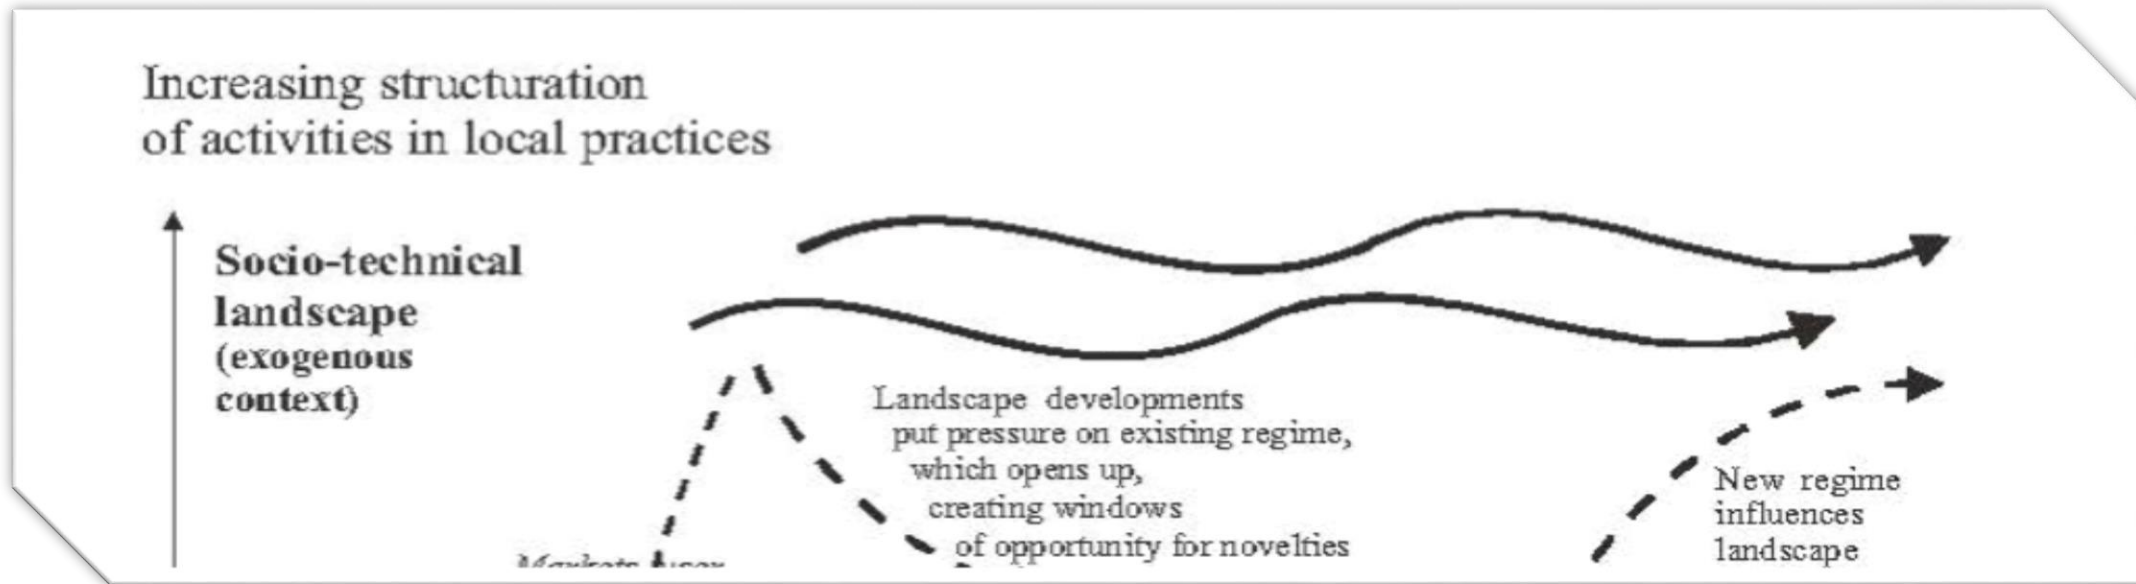 Increasing structuration
of activities in local practices
Socio-technical
landscape
(exogenous
context)
Landscape developments
put pressure on existing regime,
which opens up,
creating windows
of opportunity for novelties
New regime
influences
landscape